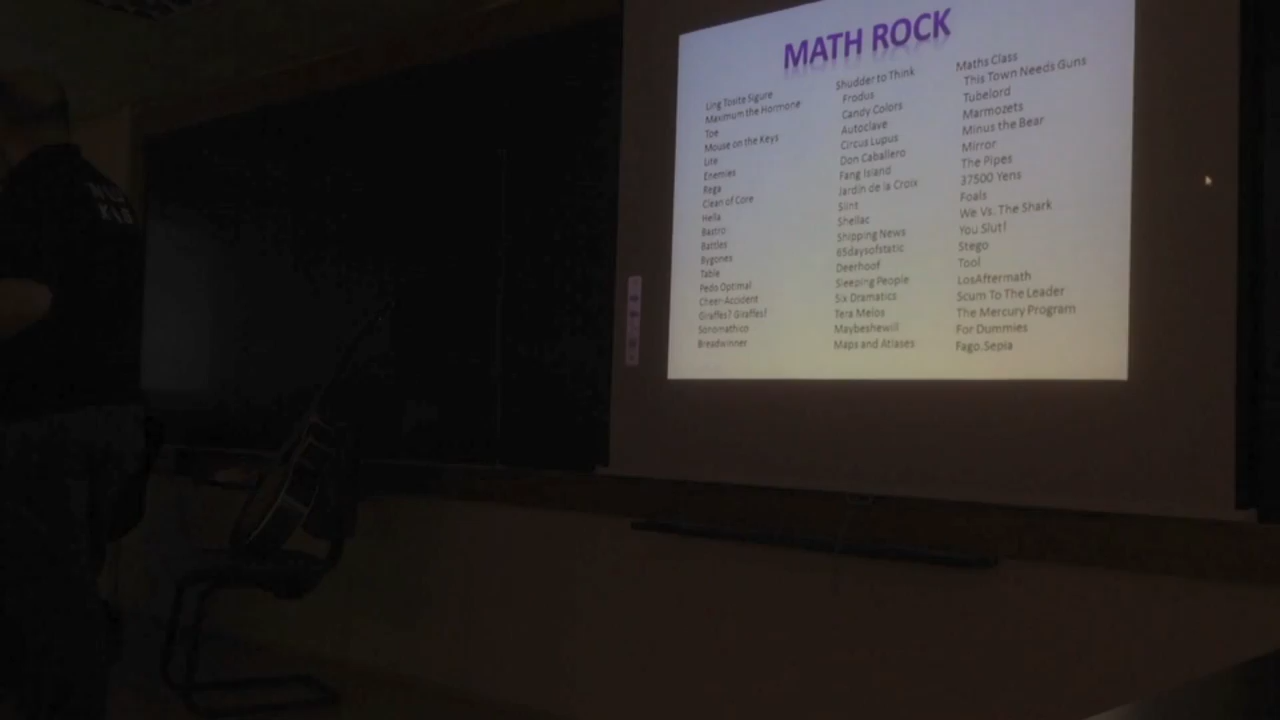 MATH ROCK
Ling Tosite Sigure
Maximum the Hormone
Toe
Mouse on the Keys
Lite
Enemies
Rega
Clean of Core
Hella
Bastro
Battles
Bygones
Table
Peds Optimal
Cheer-Accident
Giraffes? Giraffes!
Sonomathco
Breadwinner
Shudder to Think
Frodus
Candy Colors
Autoclave
Circus Lupus
Don Caballero
Fang Island
Jardin de la Croix
Slint
Shellac
Shipping News
65daysofstatic
Deerhoof
Sleeping People
Six Dramatics
Tera Melos
Maybeshewill
Maps and Atlases
Maths Class
This Town Needs Guns
Tubelord
Marmozets
Minus the Bear
Mirror
The Pipes
37500 Yens
Foals
We Vs. The Shark
You Slut!
Stego
Tool
LosAftermath
Scum To The Leader
The Mercury Program
For Dummies
Fago.Sepia